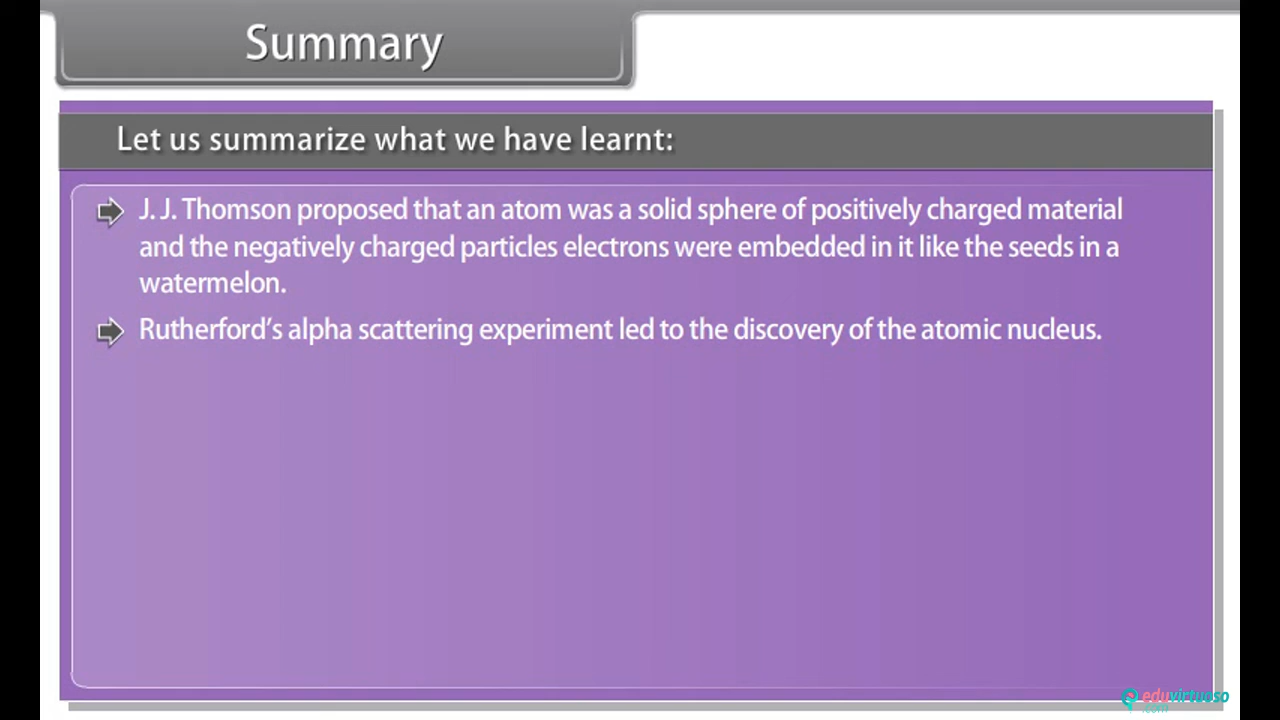 Summary
Let us summarize what we have learnt:
J. J. Thomson proposed that an atom was a solid sphere of positively charged material
and the negatively charged particles electrons were embedded in it like the seeds in a
watermelon.
Rutherford’s alpha scattering experiment led to the discovery of the atomic nucleus.
eduvirtuoso
.com